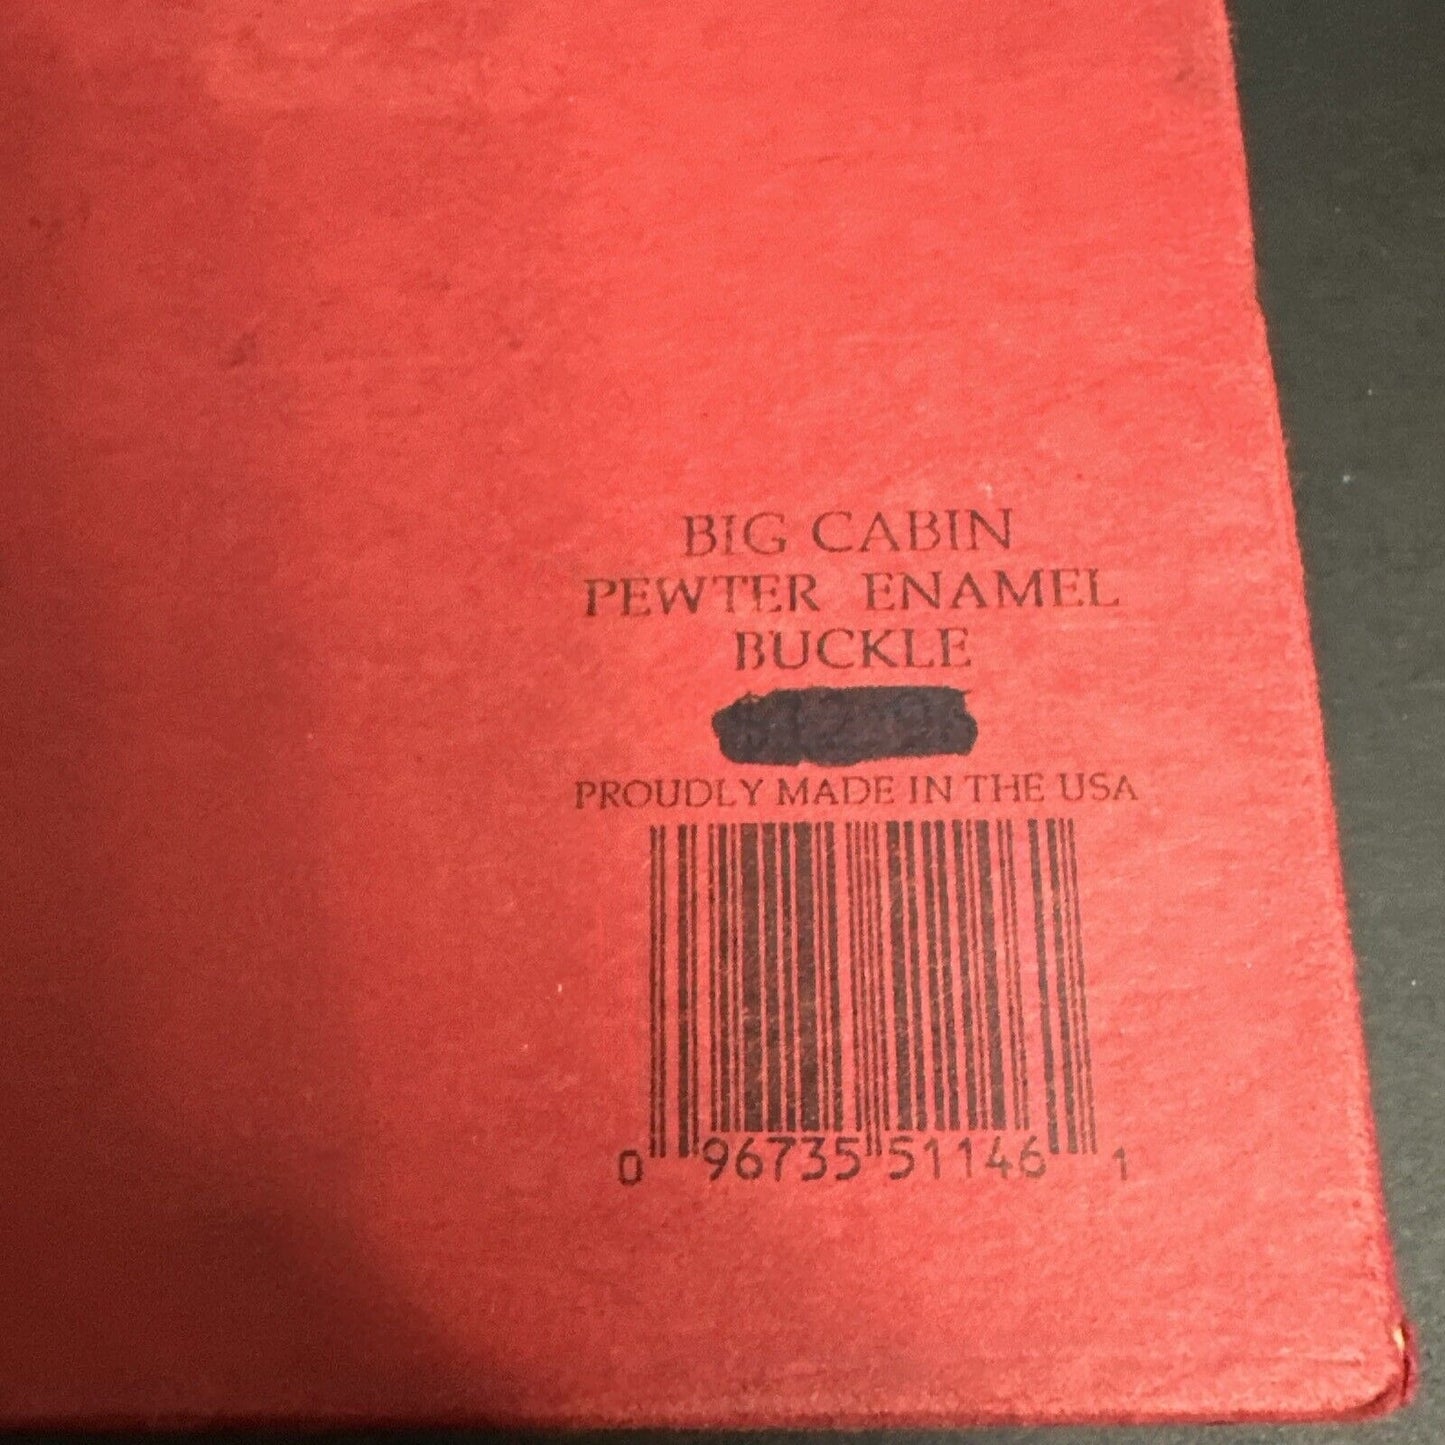 BIG CABIN
PEWTER ENAMEL
BUCKLE
PROUDLY MADE IN THE USA
0 96735 51146 1